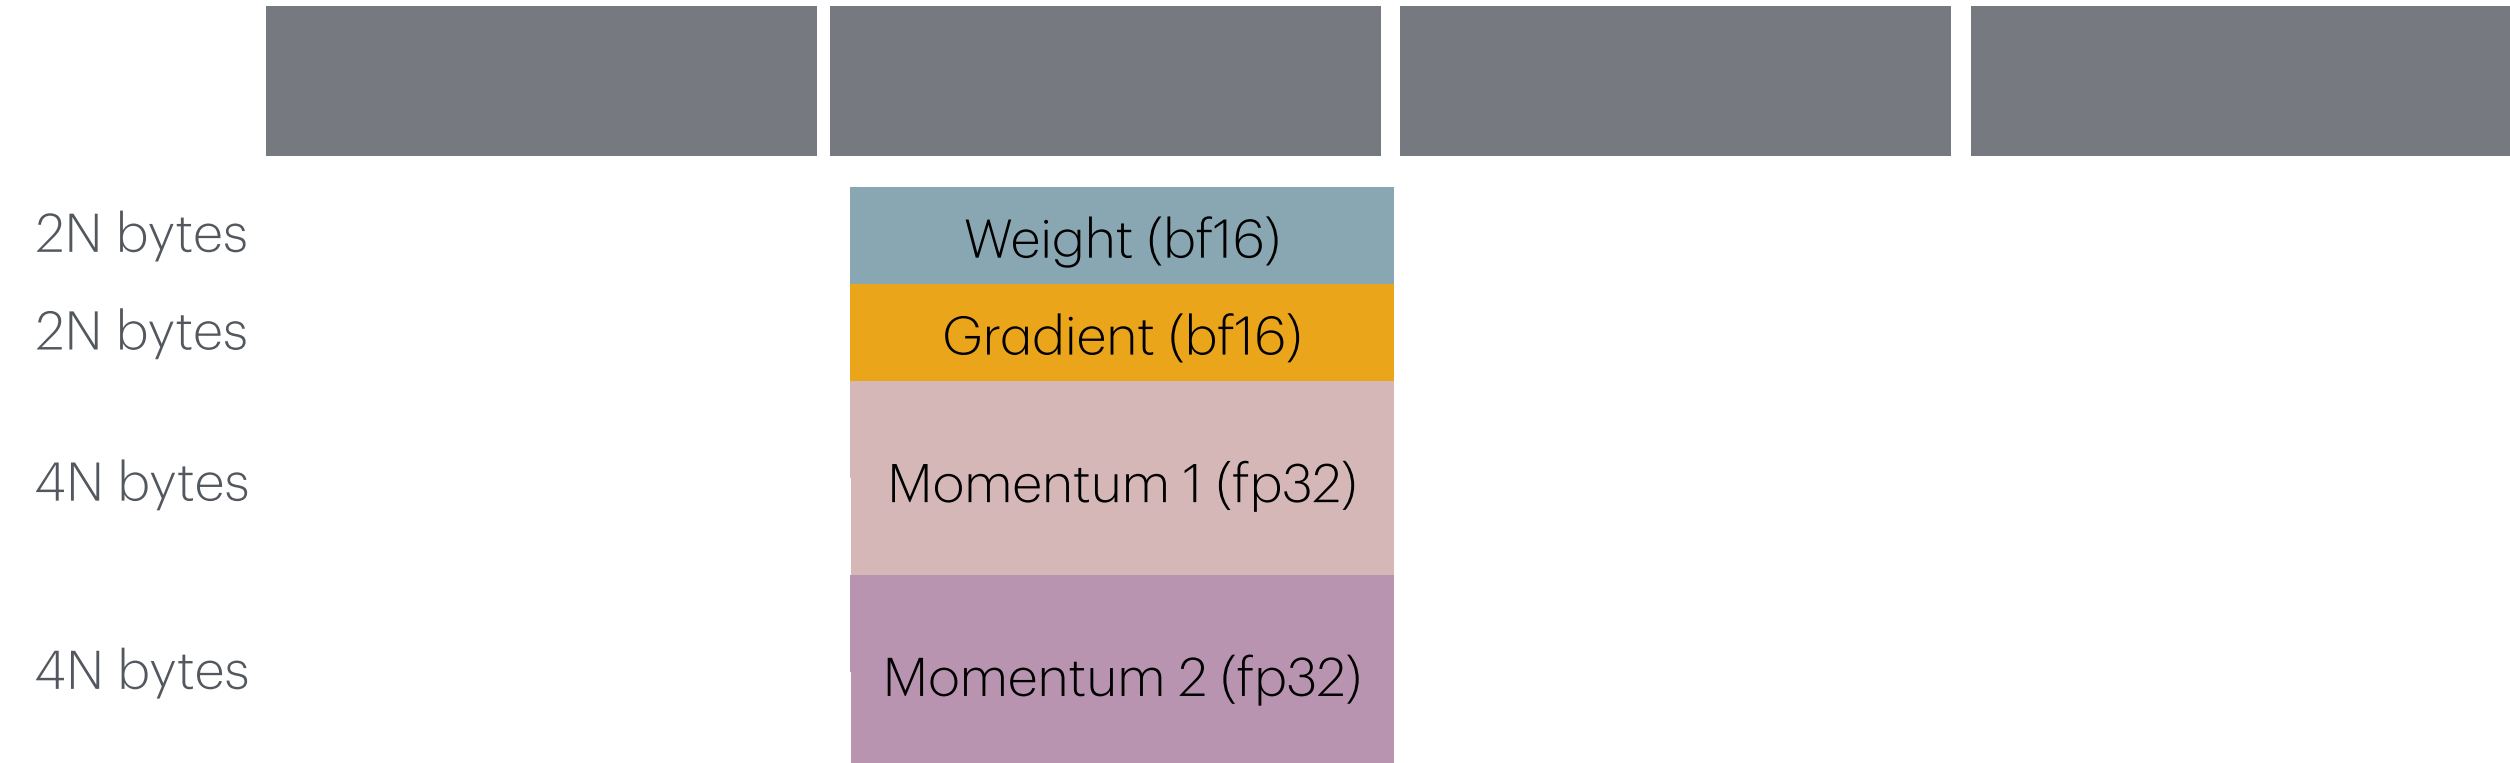 2N bytes
Weight (bf16)
2N bytes
Gradient (bf16)
4N bytes
Momentum 1 (fp32)
4N bytes
Momentum 2 (fp32)